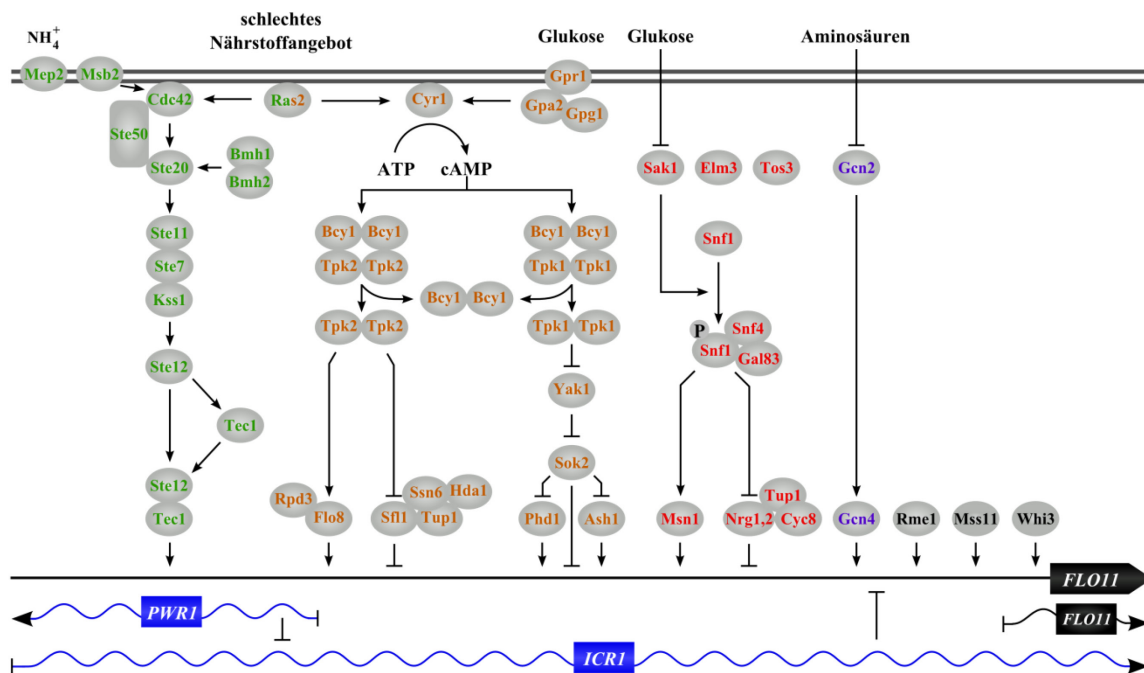 schlechtes
NH4+ Nährstoffangebot Glukose Glukose Aminosäuren
Mep2 Msb2 Gpr1
Cdc42 Ras2 Cyr1 Gpa2 Gpg1
Ste50
Bmh1
Ste20 ATP cAMP Sak1 Elm3 Tos3 Gcn2
Bmh2
Ste11 Bcy1 Bcy1 Bcy1 Bcy1 Snf1
Ste7 Tpk2 Tpk2 Tpk1 Tpk1
Kss1 Bcy1 Bcy1
Tpk2 Tpk2 Tpk1 Tpk1 P Snf4
Snf1 Gal83
Ste12 Yak1
Tec1
Sok2
Ste12 Rpd3 Ssn6 Hda1 Tup1
Tec1 Flo8 Sfl1 Tup1 Phd1 Ash1 Msn1 Nrg1,2 Cyc8 Gcn4 Rme1 Mss11 Whi3
FLO11
PWR1 FLO11
ICR1